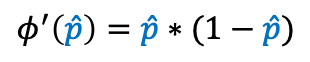 ϕ′(p̂) = p̂ ∗ (1 − p̂)